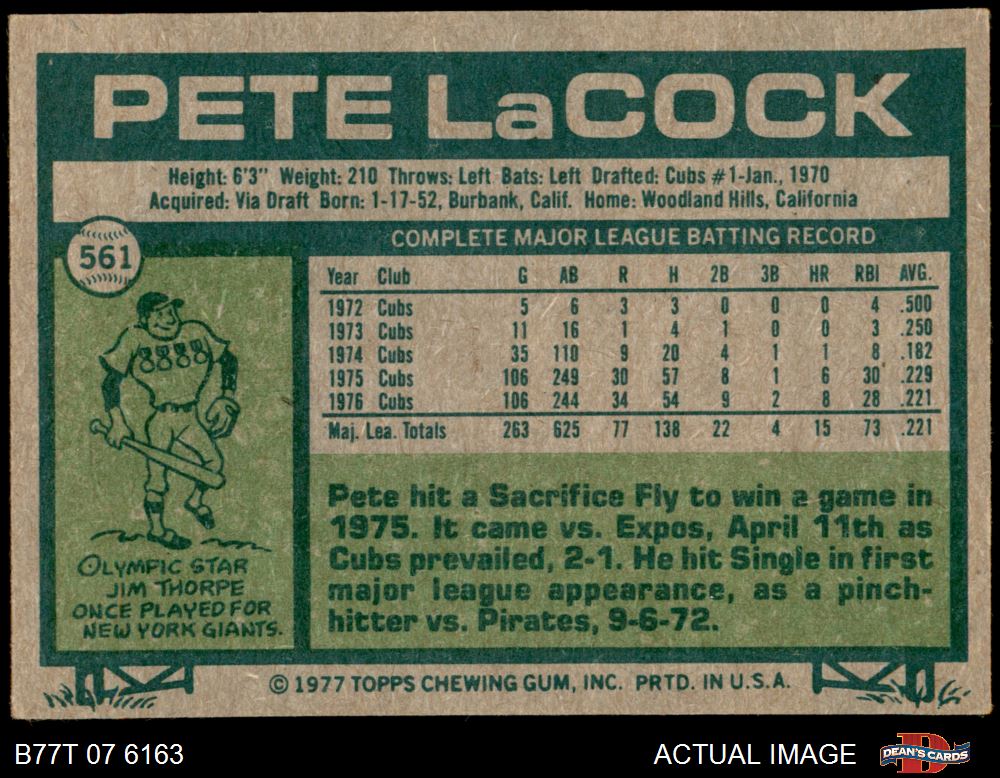 PETE LaCOCK
Height: 6'3" Weight: 210 Throws: Left Bats: Left Drafted: Cubs #1-Jan., 1970
Acquired: Via Draft Born: 1-17-52, Burbank, Calif. Home: Woodland Hills, California
561
COMPLETE MAJOR LEAGUE BATTING RECORD
Year Club G AB R H 2B 3B HR RBI AVG.
1972 Cubs 5 6 3 3 0 0 0 4 .500
1973 Cubs 11 16 1 4 1 0 0 3 .250
1974 Cubs 35 110 9 20 4 1 1 8 .182
1975 Cubs 106 249 30 57 8 1 6 30 .229
1976 Cubs 106 244 34 54 9 2 8 28 .221
Maj. Lea. Totals 263 625 77 138 22 4 15 73 .221
OLYMPIC STAR
JIM THORPE
ONCE PLAYED FOR
NEW YORK GIANTS.
Pete hit a Sacrifice Fly to win a game in
1975. It came vs. Expos, April 11th as
Cubs prevailed, 2-1. He hit Single in first
major league appearance, as a pinch-
hitter vs. Pirates, 9-6-72.
© 1977 TOPPS CHEWING GUM, INC. PRTD. IN U.S.A.
B77T 07 6163
ACTUAL IMAGE
DEAN'S CARDS